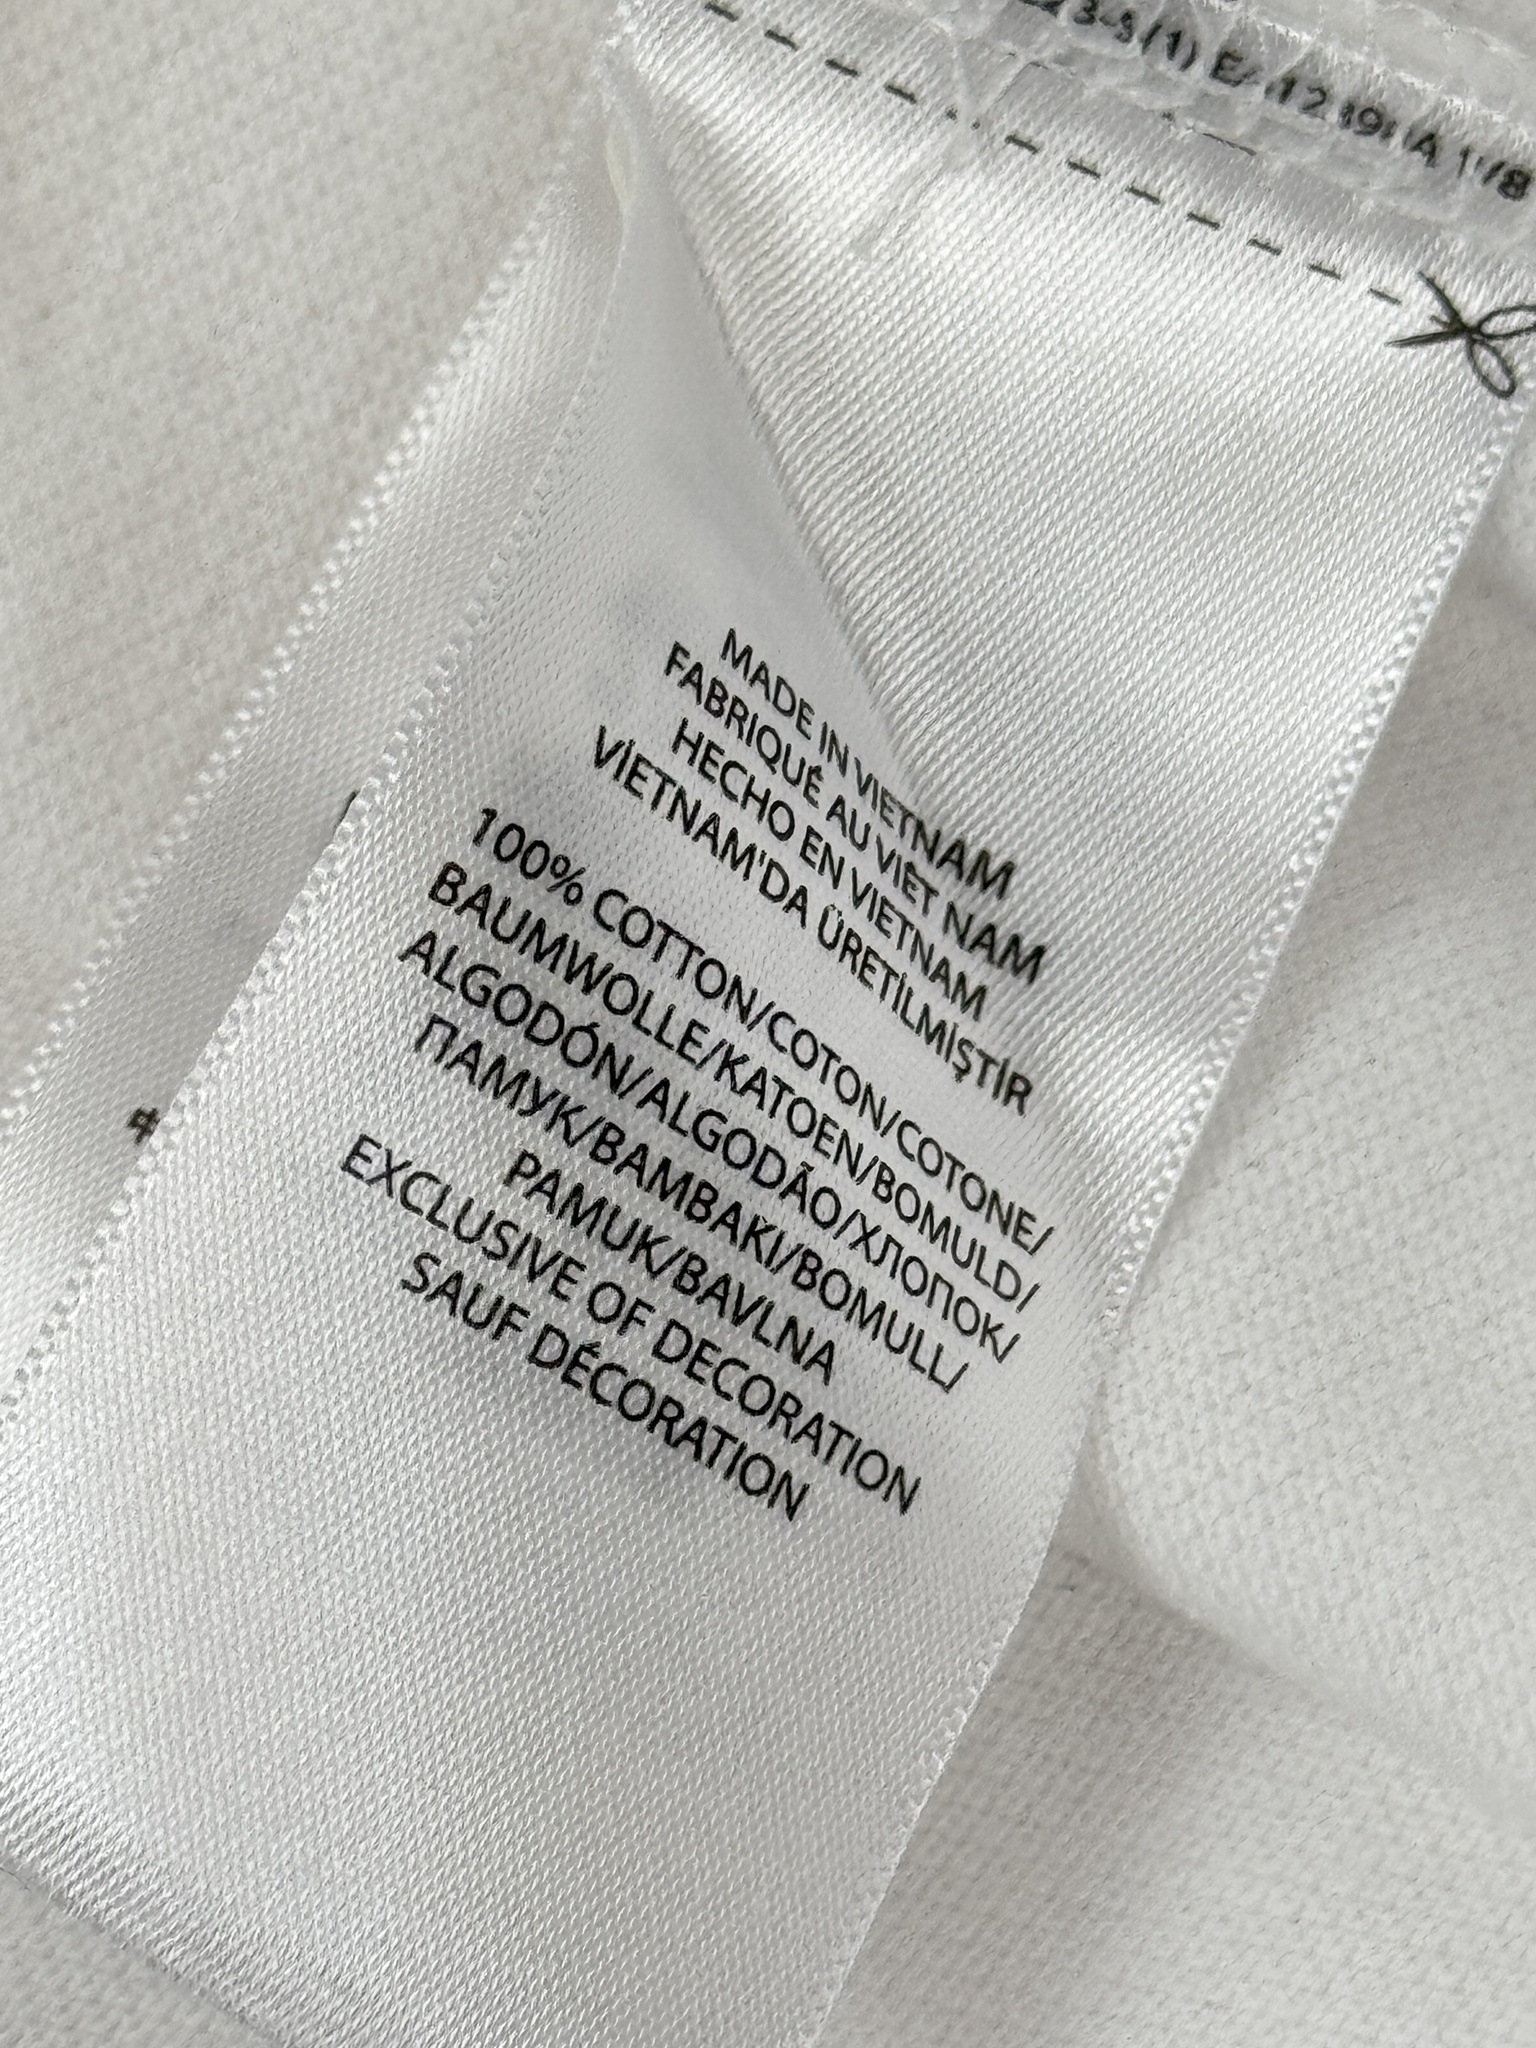 MADE IN VIETNAM
FABRIQUÉ AU VIÊT NAM
HECHO EN VIETNAM
VİETNAM'DA ÜRETİLMİŞTİR
100% COTTON/COTON/COTONE/
BAUMWOLLE/KATOEN/BOMULD/
ALGODÓN/ALGODÃO/ХЛОПОК/
ПАМУК/BAMBAKI/BOMULL/
PAMUK/BAVLNA
EXCLUSIVE OF DECORATION
SAUF DÉCORATION